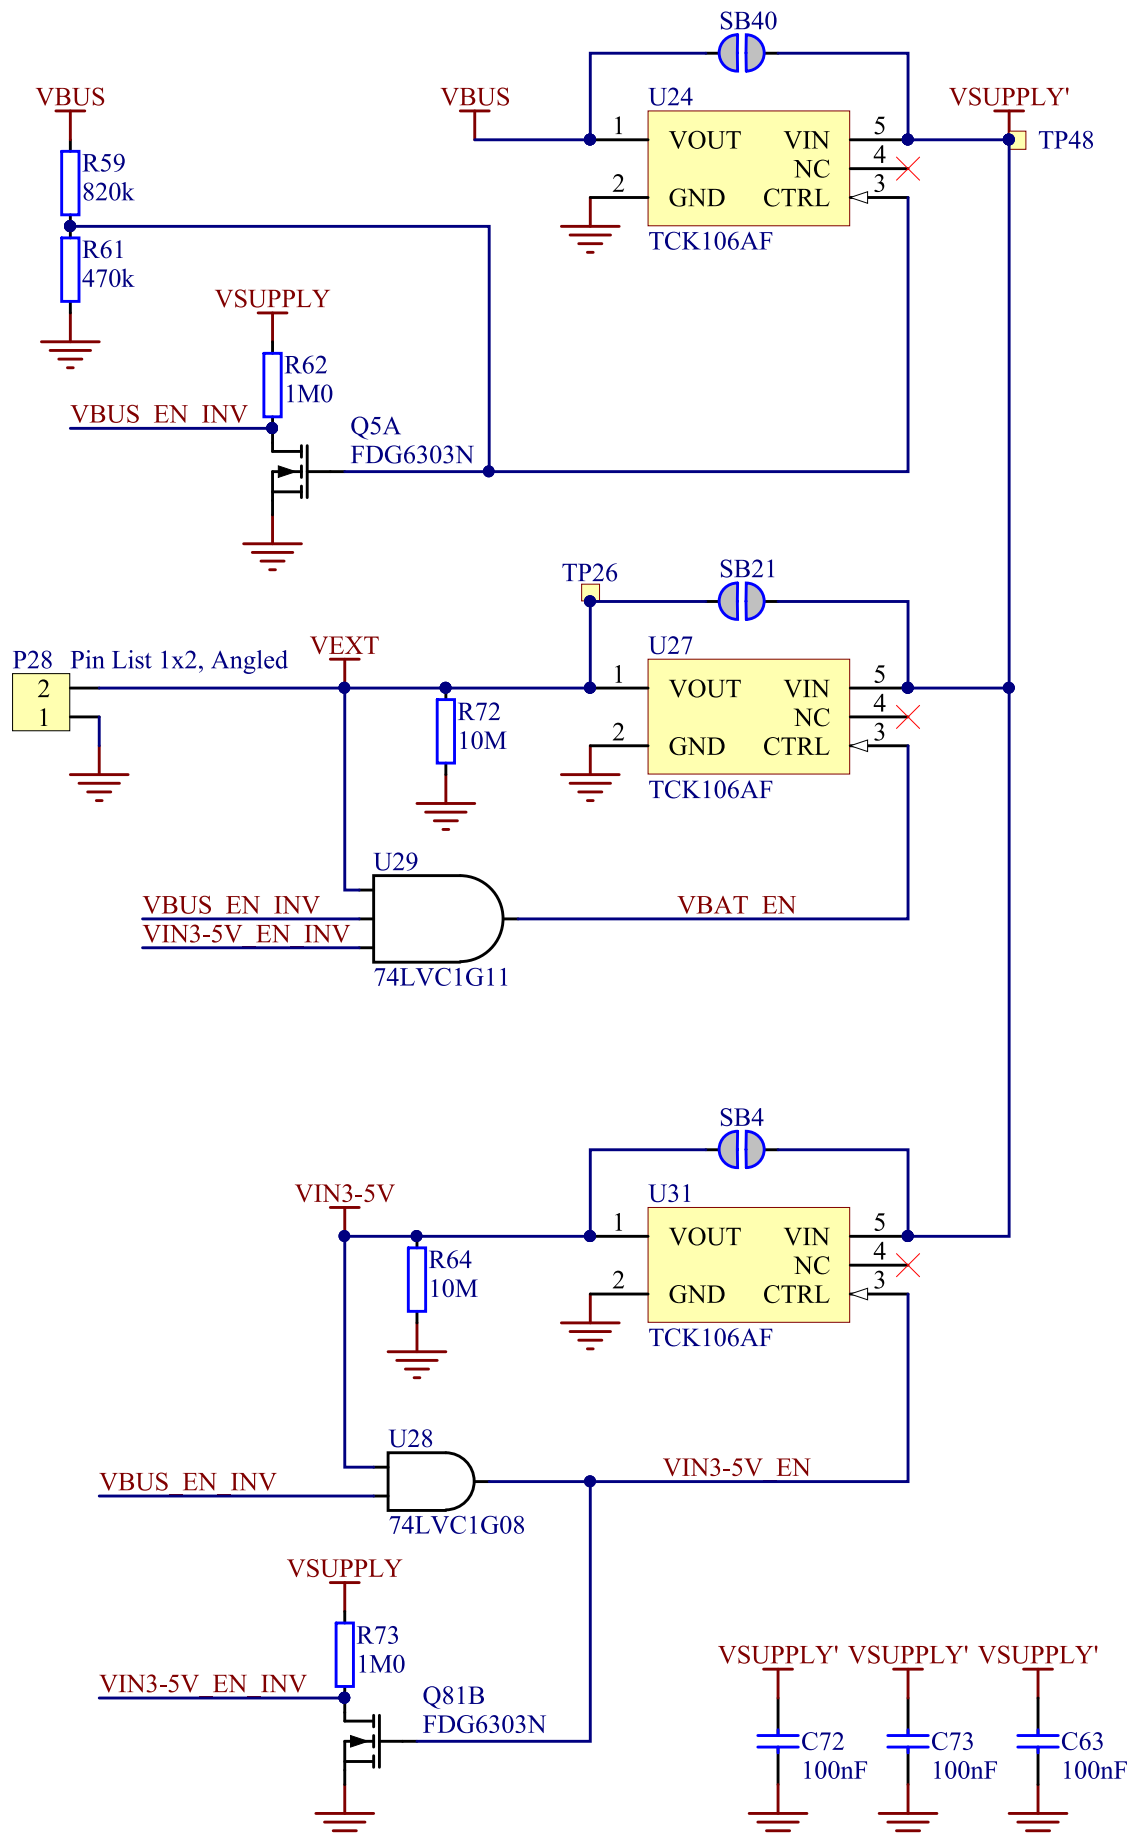 SB40
VBUS
VBUS
U24
VSUPPLY'
1
VOUT
VIN
5
TP48
NC
4
2
GND
CTRL
3
TCK106AF
R59
820k
R61
470k
VSUPPLY
R62
1M0
VBUS_EN_INV
Q5A
FDG6303N
TP26
SB21
P28 Pin List 1x2, Angled
VEXT
U27
2
1
1
VOUT
VIN
5
NC
4
2
GND
CTRL
3
TCK106AF
R72
10M
U29
VBUS_EN_INV
VIN3-5V_EN_INV
VBAT_EN
74LVC1G11
SB4
VIN3-5V
U31
1
VOUT
VIN
5
NC
4
2
GND
CTRL
3
TCK106AF
R64
10M
U28
VBUS_EN_INV
VIN3-5V_EN
74LVC1G08
VSUPPLY
R73
1M0
VIN3-5V_EN_INV
Q81B
FDG6303N
VSUPPLY' VSUPPLY' VSUPPLY'
C72
100nF
C73
100nF
C63
100nF